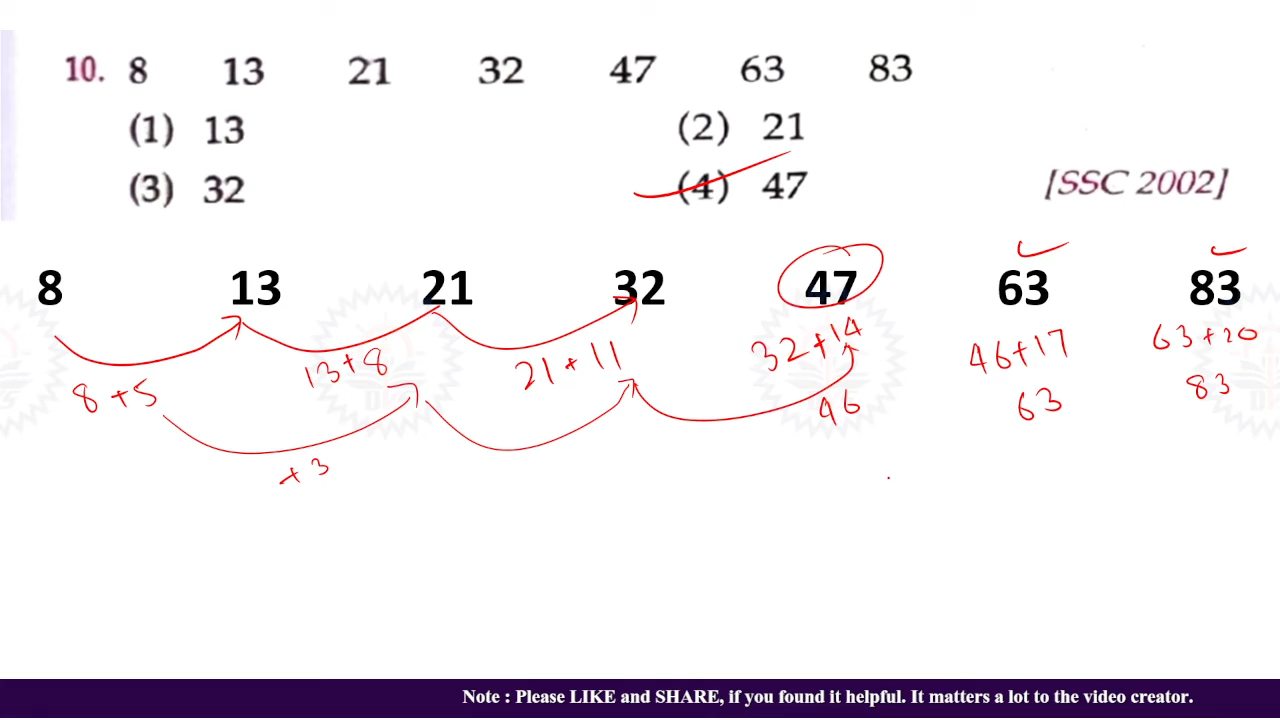 10. 8 13 21 32 47 63 83
(1) 13 (2) 21
(3) 32 (4) 47 [SSC 2002]
8 13 21 32 47 63 83
8+5 13+8 21+11 32+14 46+17 63+20
46 63 83
+3
Note : Please LIKE and SHARE, if you found it helpful. It matters a lot to the video creator.